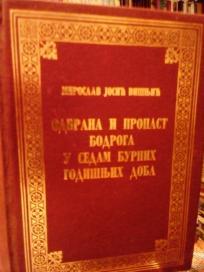 МИРОСЛАВ ЈОСИЋ ВИШЊИЋ
ОДБРАНА И ПРОПАСТ
БОДРОГА
У СЕДАМ БУРНИХ
ГОДИШЊИХ ДОБА